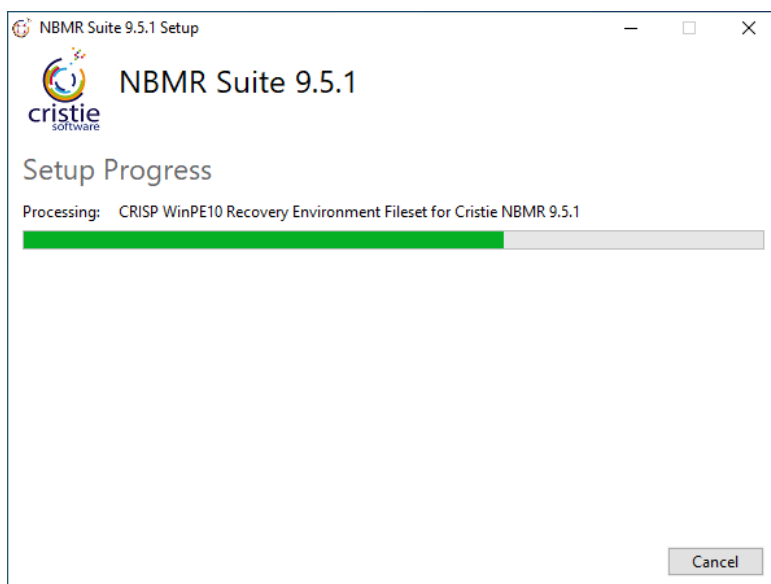 NBMR Suite 9.5.1 Setup
cristie
software
NBMR Suite 9.5.1
Setup Progress
Processing: CRISP WinPE10 Recovery Environment Fileset for Cristie NBMR 9.5.1
Cancel